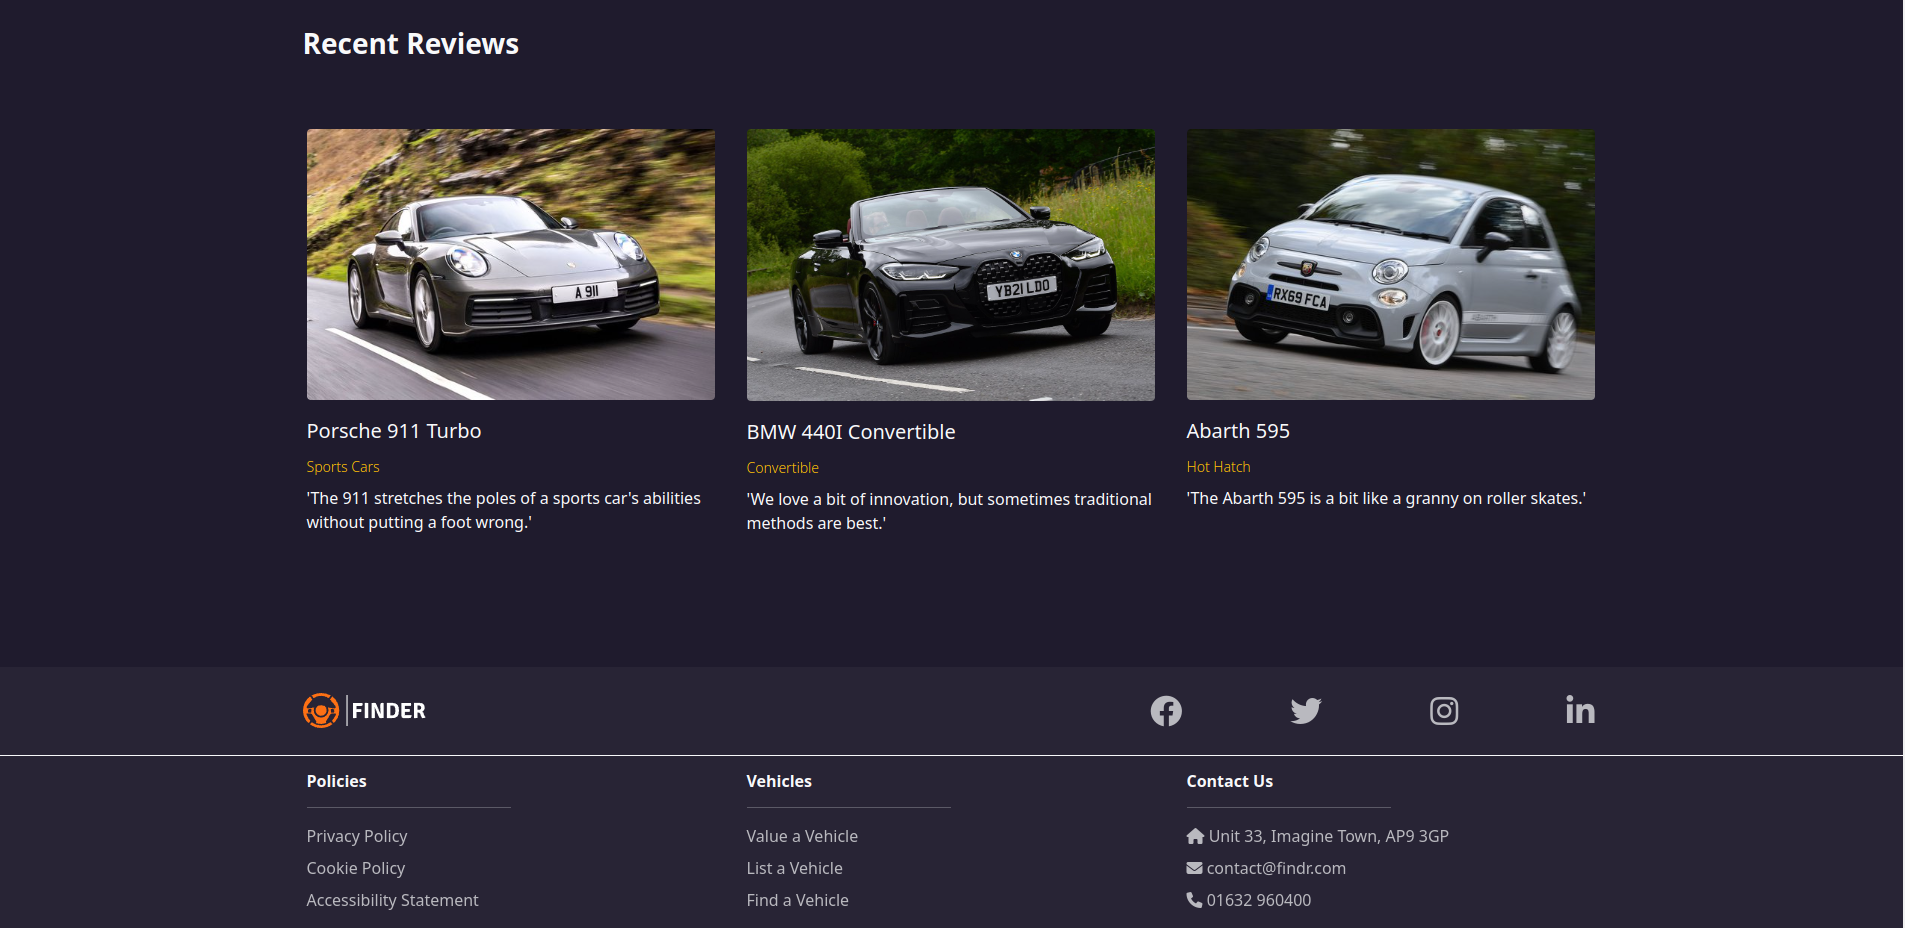 Recent Reviews
A 911
YB21 LDO
RX69 FCA
Porsche 911 Turbo
Sports Cars
'The 911 stretches the poles of a sports car's abilities
without putting a foot wrong.'
BMW 440I Convertible
Convertible
'We love a bit of innovation, but sometimes traditional
methods are best.'
Abarth 595
Hot Hatch
'The Abarth 595 is a bit like a granny on roller skates.'
FINDER
Policies
Privacy Policy
Cookie Policy
Accessibility Statement
Vehicles
Value a Vehicle
List a Vehicle
Find a Vehicle
Contact Us
Unit 33, Imagine Town, AP9 3GP
contact@findr.com
01632 960400